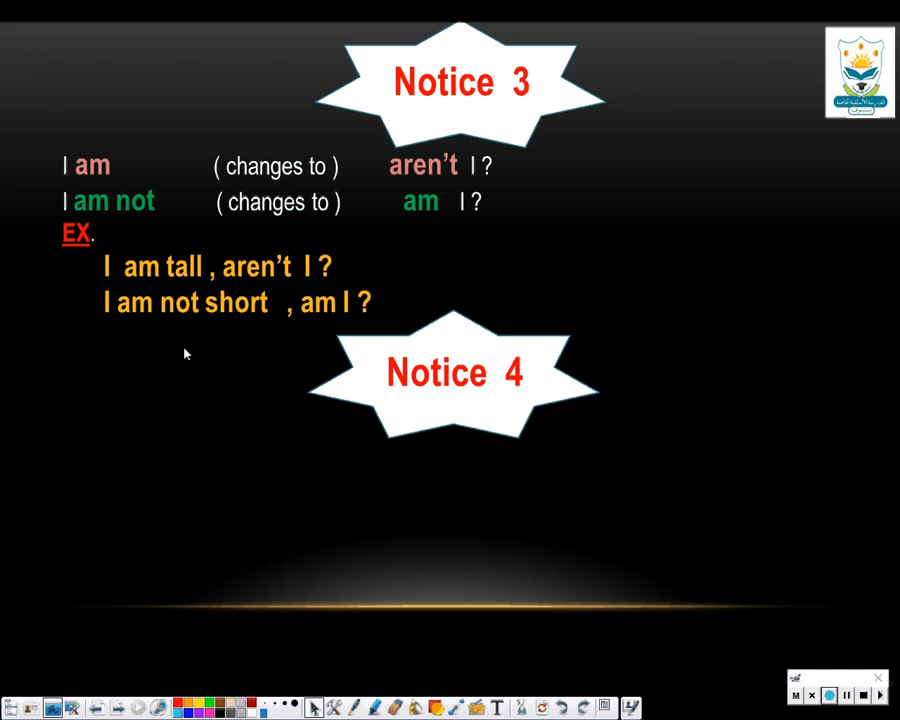 Notice 3
I am ( changes to ) aren't I ?
I am not ( changes to ) am I ?
EX.
I am tall , aren't I ?
I am not short , am I ?
Notice 4